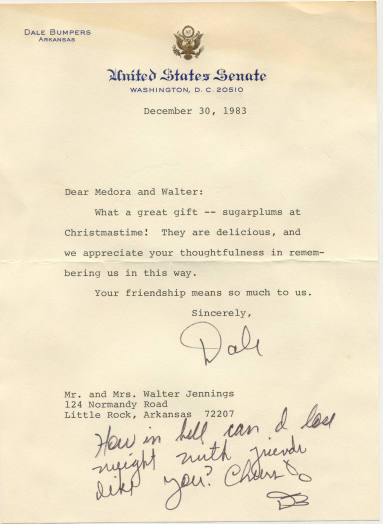 DALE BUMPERS
ARKANSAS
United States Senate
WASHINGTON, D. C. 20510
December 30, 1983
Dear Medora and Walter:
What a great gift -- sugarplums at
Christmastime! They are delicious, and
we appreciate your thoughtfulness in remem-
bering us in this way.
Your friendship means so much to us.
Sincerely,
Dale
Mr. and Mrs. Walter Jennings
124 Normandy Road
Little Rock, Arkansas 72207
How in hell can I lose
weight with friends
like you? Cheers
DB